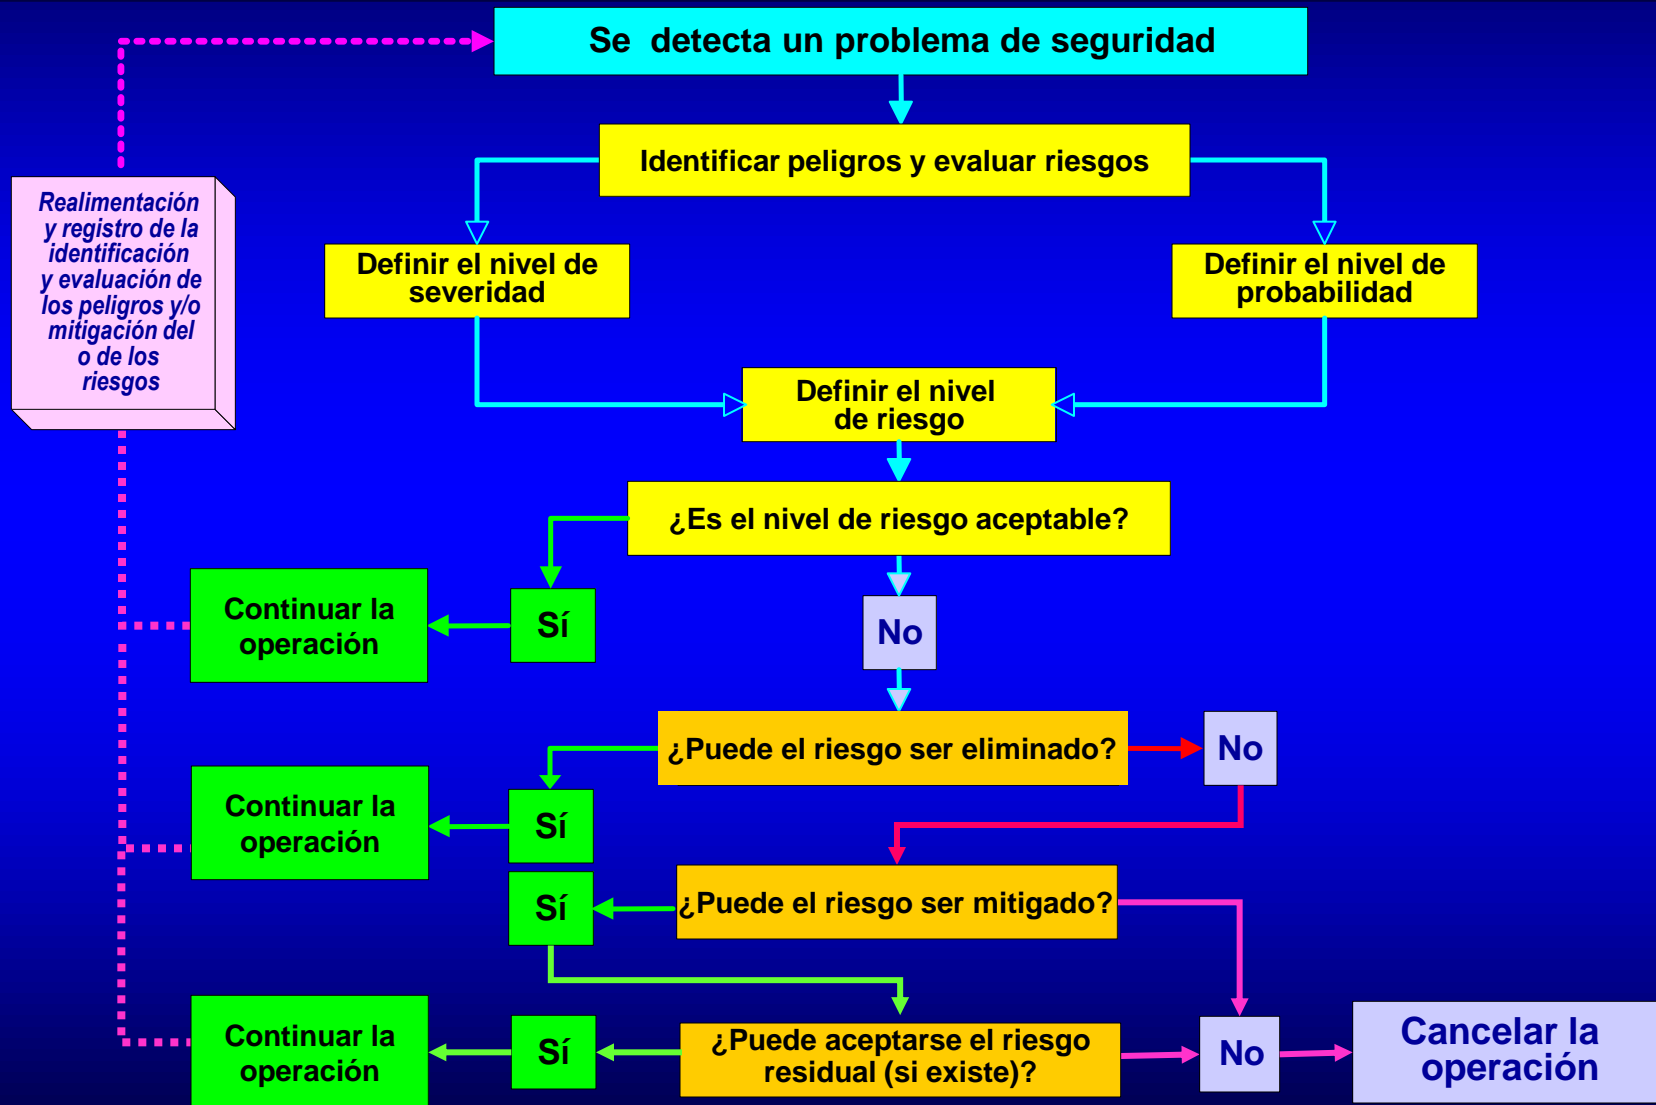 Se detecta un problema de seguridad
Identificar peligros y evaluar riesgos
Realimentación
y registro de la
identificación
y evaluación de
los peligros y/o
mitigación del
o de los
riesgos
Definir el nivel de
severidad
Definir el nivel de
probabilidad
Definir el nivel
de riesgo
¿Es el nivel de riesgo aceptable?
Continuar la
operación
Sí
No
¿Puede el riesgo ser eliminado?
No
Continuar la
operación
Sí
Sí
¿Puede el riesgo ser mitigado?
Continuar la
operación
Sí
¿Puede aceptarse el riesgo
residual (si existe)?
No
Cancelar la
operación